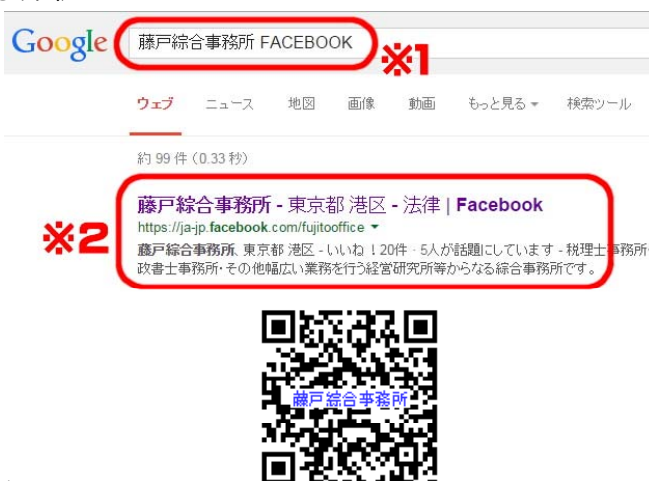 Google 藤戸綜合事務所 FACEBOOK ※1
ウェブ ニュース 地図 画像 動画 もっと見る 検索ツール
約 99 件 (0.33 秒)
藤戸綜合事務所 - 東京都 港区 - 法律 | Facebook
※2 https://ja-jp.facebook.com/fujitooffice
藤戸綜合事務所、東京都 港区 - いいね！20件 · 5人が話題にしています - 税理士事務所・
政書士事務所・その他幅広い業務を行う経営研究所等からなる綜合事務所です。
藤戸綜合事務所